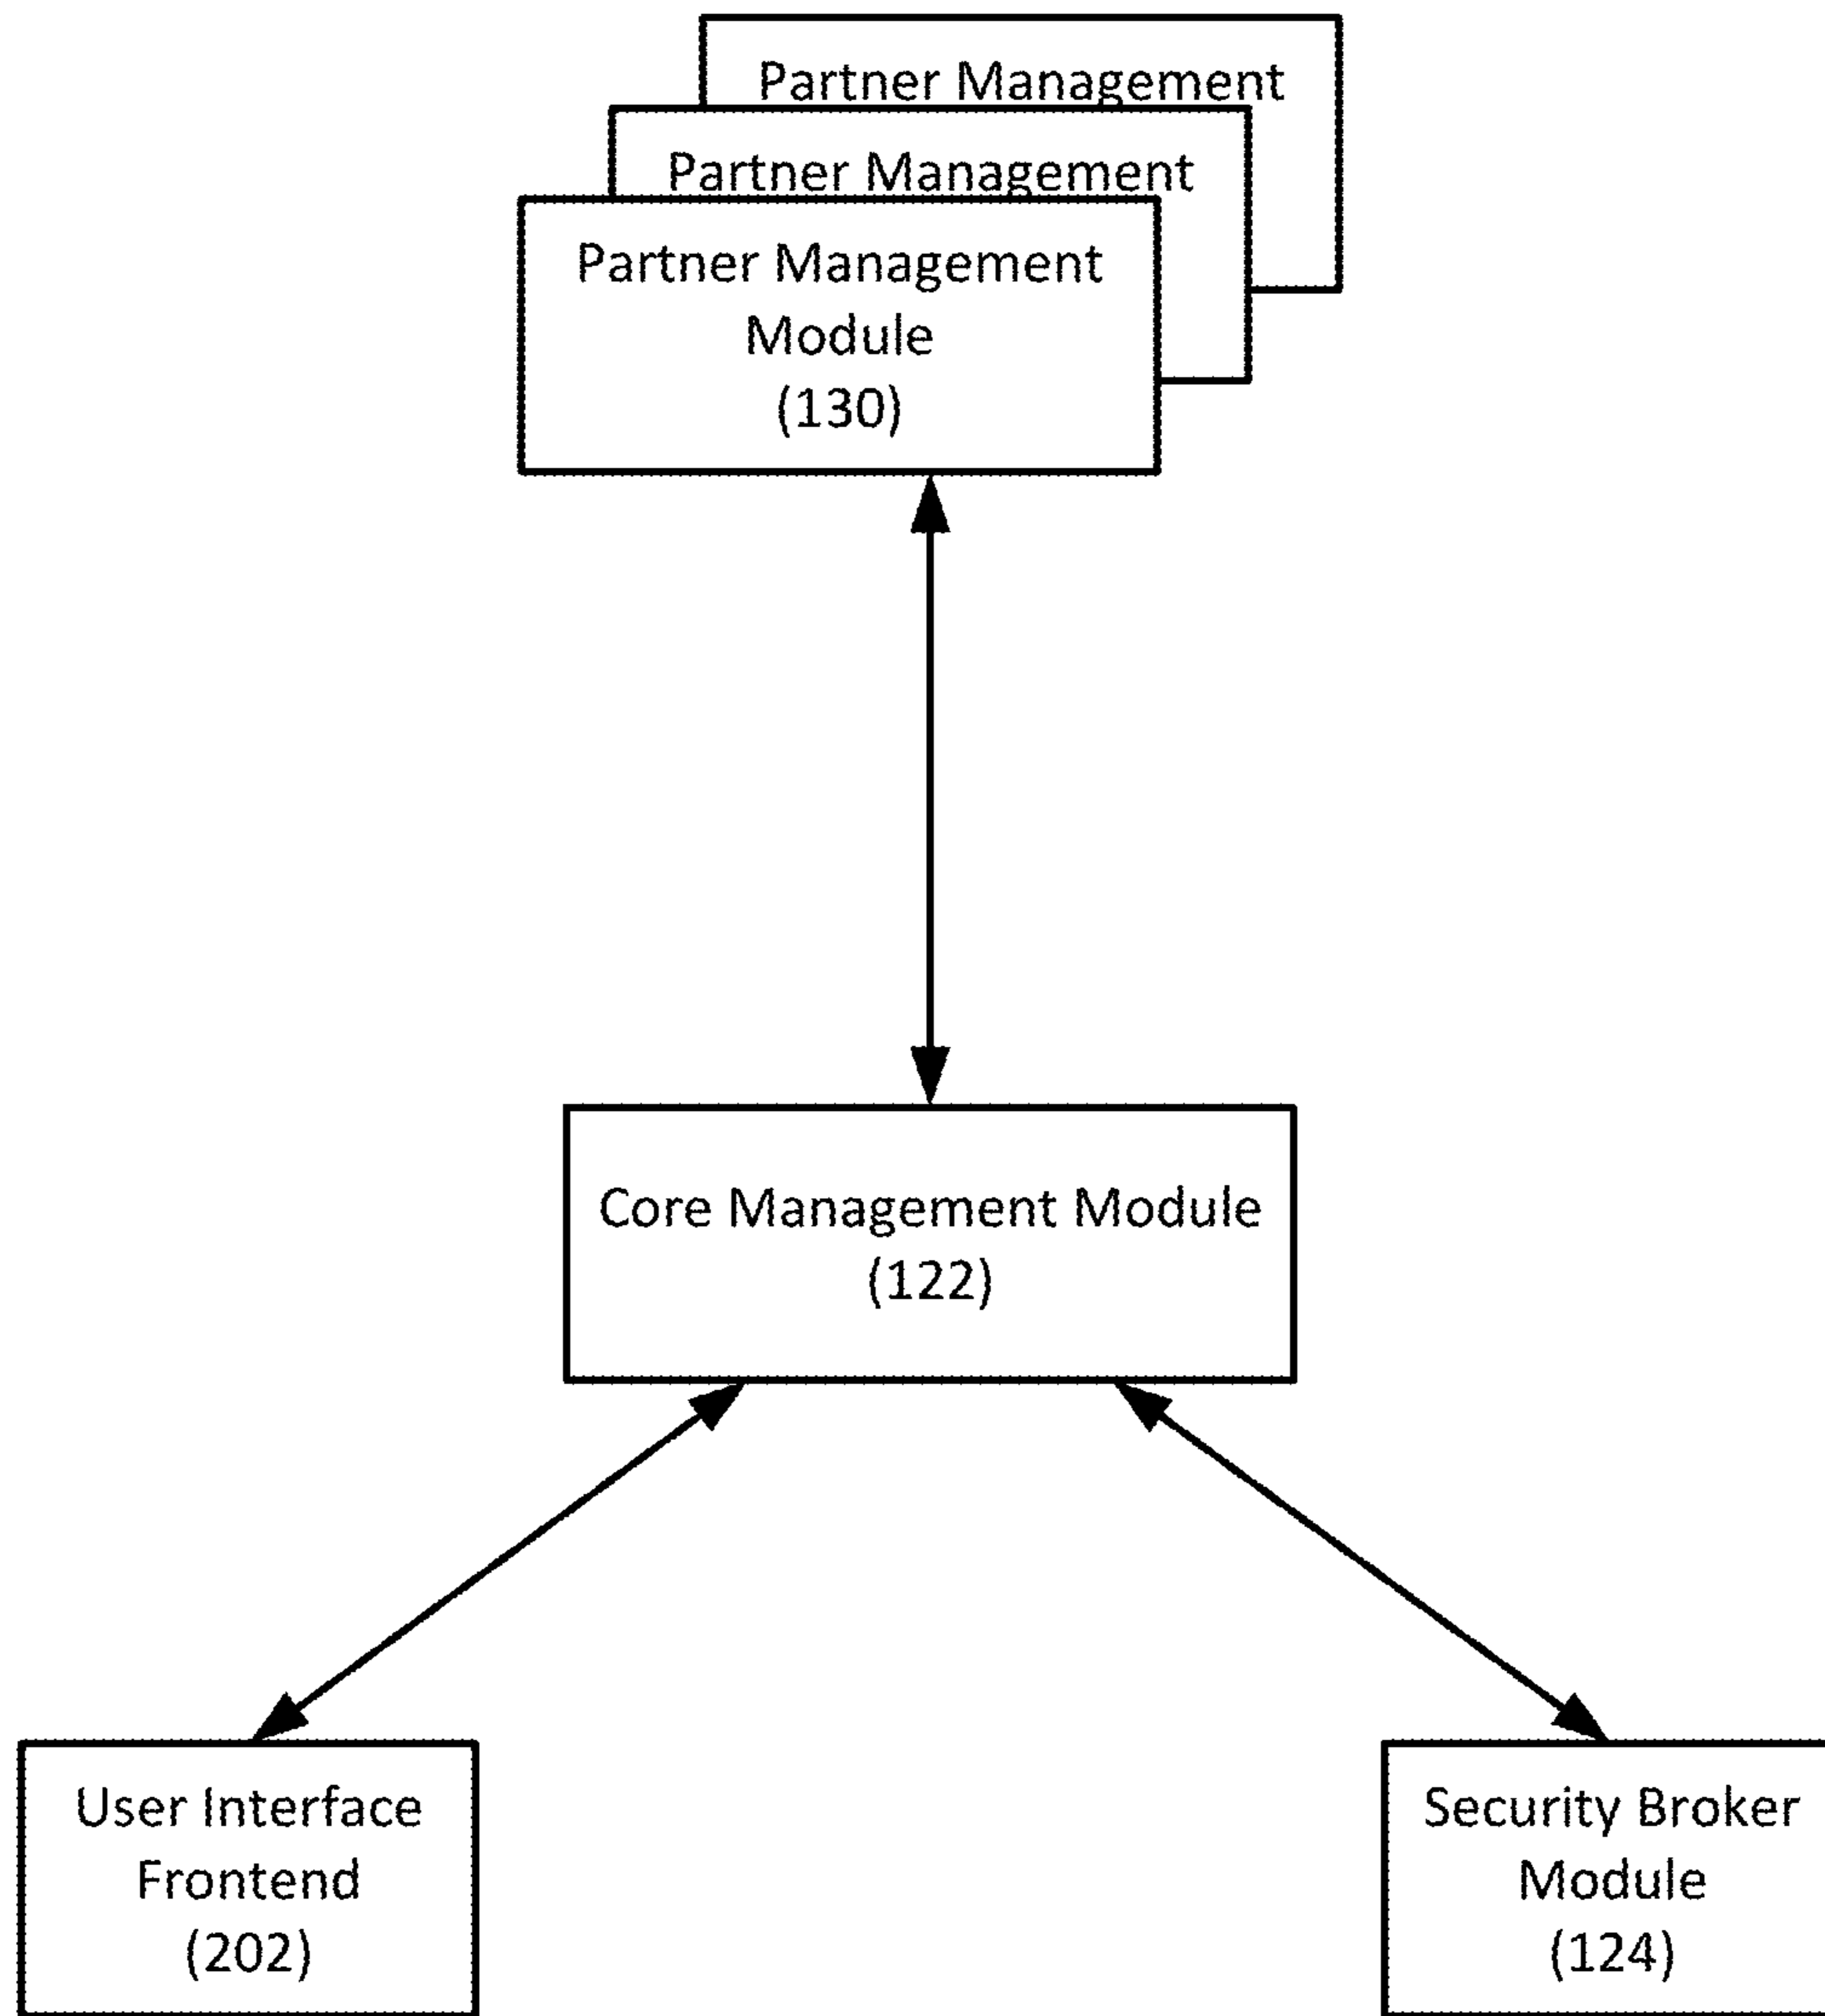 Partner Management
Partner Management
Partner Management
Module
(130)
Core Management Module
(122)
User Interface
Frontend
(202)
Security Broker
Module
(124)